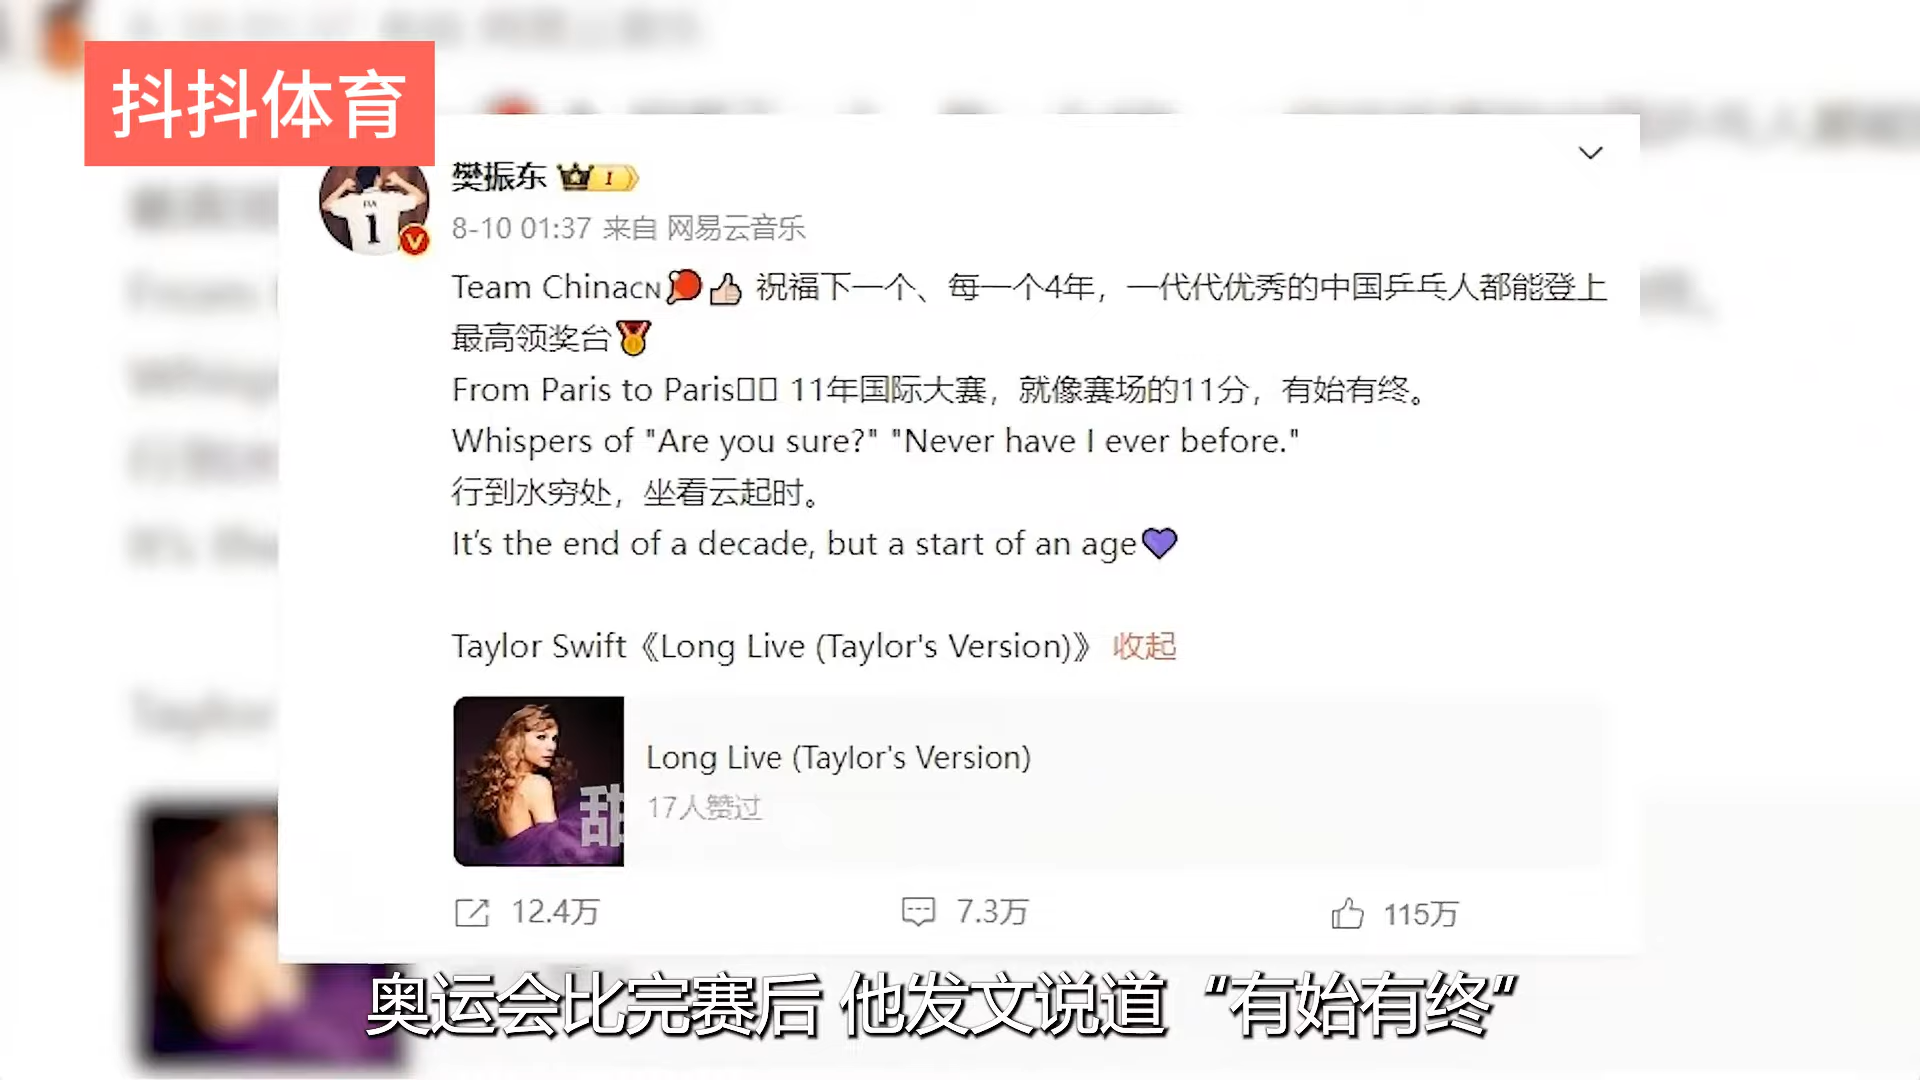 抖抖体育
樊振东 I
8-10 01:37 来自 网易云音乐
Team ChinaCN🏓👍 祝福下一个、每一个4年，一代代优秀的中国乒乓人都能登上
最高领奖台🏅
From Paris to Paris 11年国际大赛，就像赛场的11分，有始有终。
Whispers of "Are you sure?" "Never have I ever before."
行到水穷处，坐看云起时。
It's the end of a decade, but a start of an age💜
Taylor Swift《Long Live (Taylor's Version)》 收起
甜
Long Live (Taylor's Version)
17人赞过
12.4万 7.3万 115万
奥运会比完赛后 他发文说道“有始有终”